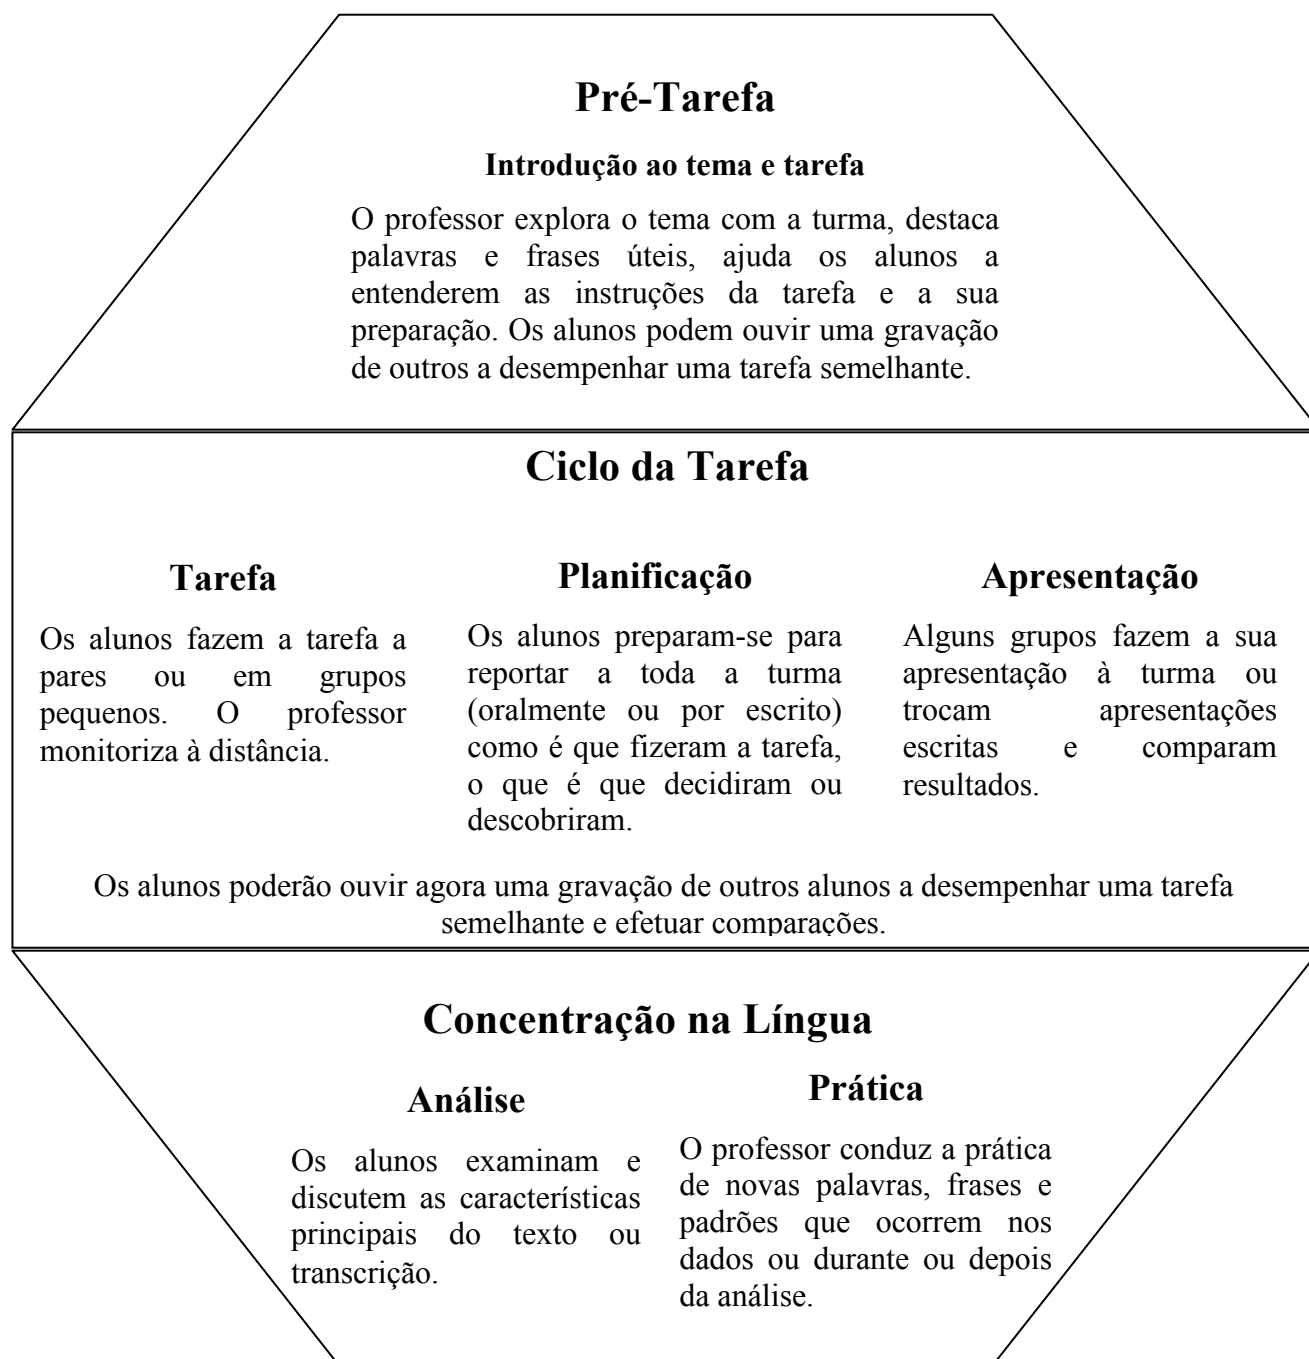 Pré-Tarefa
Introdução ao tema e tarefa
O professor explora o tema com a turma, destaca
palavras e frases úteis, ajuda os alunos a
entenderem as instruções da tarefa e a sua
preparação. Os alunos podem ouvir uma gravação
de outros a desempenhar uma tarefa semelhante.
Ciclo da Tarefa
Tarefa
Os alunos fazem a tarefa a
pares ou em grupos
pequenos. O professor
monitoriza à distância.
Planificação
Os alunos preparam-se para
reportar a toda a turma
(oralmente ou por escrito)
como é que fizeram a tarefa,
o que é que decidiram ou
descobriram.
Apresentação
Alguns grupos fazem a sua
apresentação à turma ou
trocam apresentações
escritas e comparam
resultados.
Os alunos poderão ouvir agora uma gravação de outros alunos a desempenhar uma tarefa
semelhante e efetuar comparações.
Concentração na Língua
Análise
Os alunos examinam e
discutem as características
principais do texto ou
transcrição.
Prática
O professor conduz a prática
de novas palavras, frases e
padrões que ocorrem nos
dados ou durante ou depois
da análise.